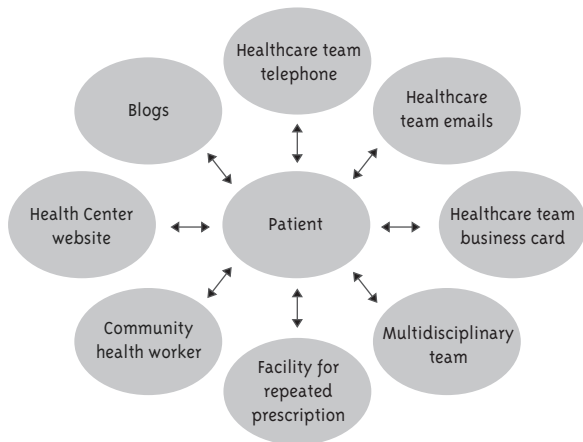 Healthcare team
telephone
Blogs
Healthcare
team emails
Health Center
website
Patient
Healthcare team
business card
Community
health worker
Multidisciplinary
team
Facility for
repeated
prescription